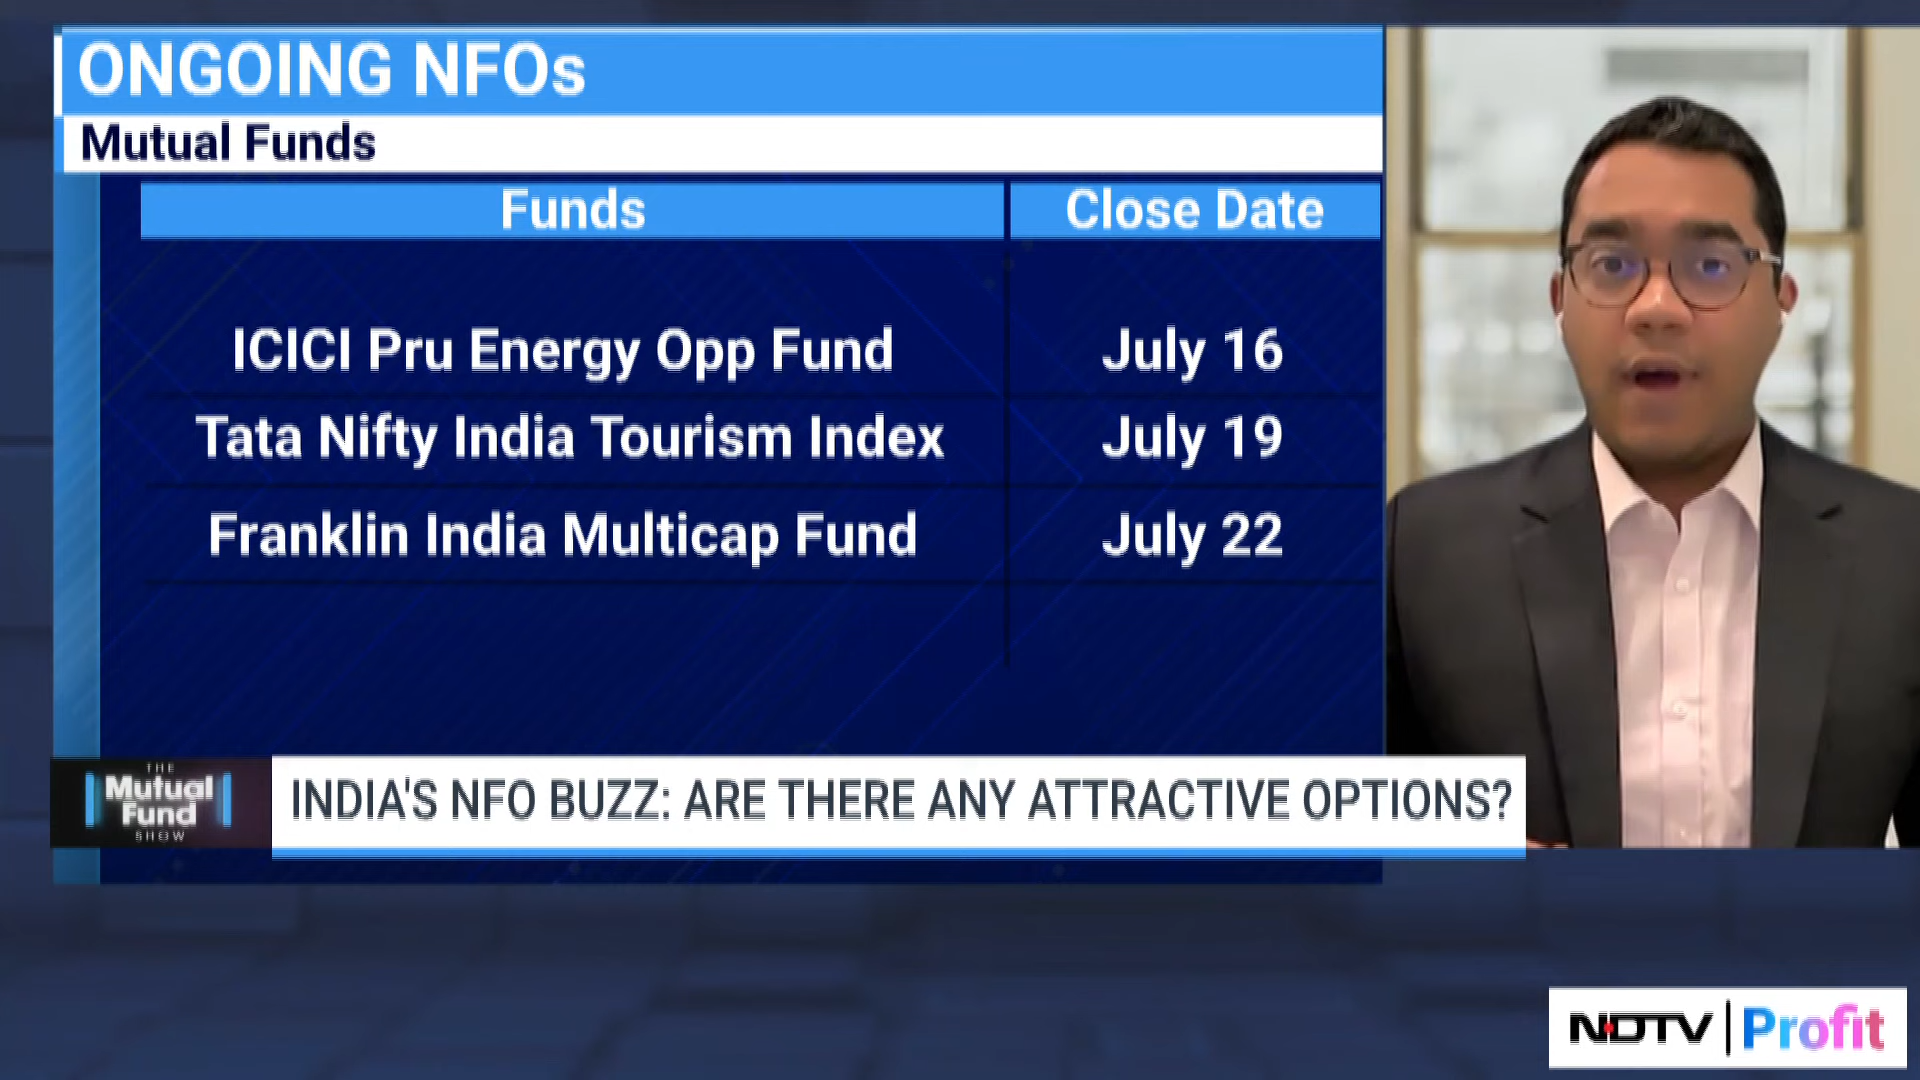 ONGOING NFOs
Mutual Funds
Funds Close Date
ICICI Pru Energy Opp Fund July 16
Tata Nifty India Tourism Index July 19
Franklin India Multicap Fund July 22
THE
Mutual
Fund
SHOW
INDIA'S NFO BUZZ: ARE THERE ANY ATTRACTIVE OPTIONS?
NDTV Profit